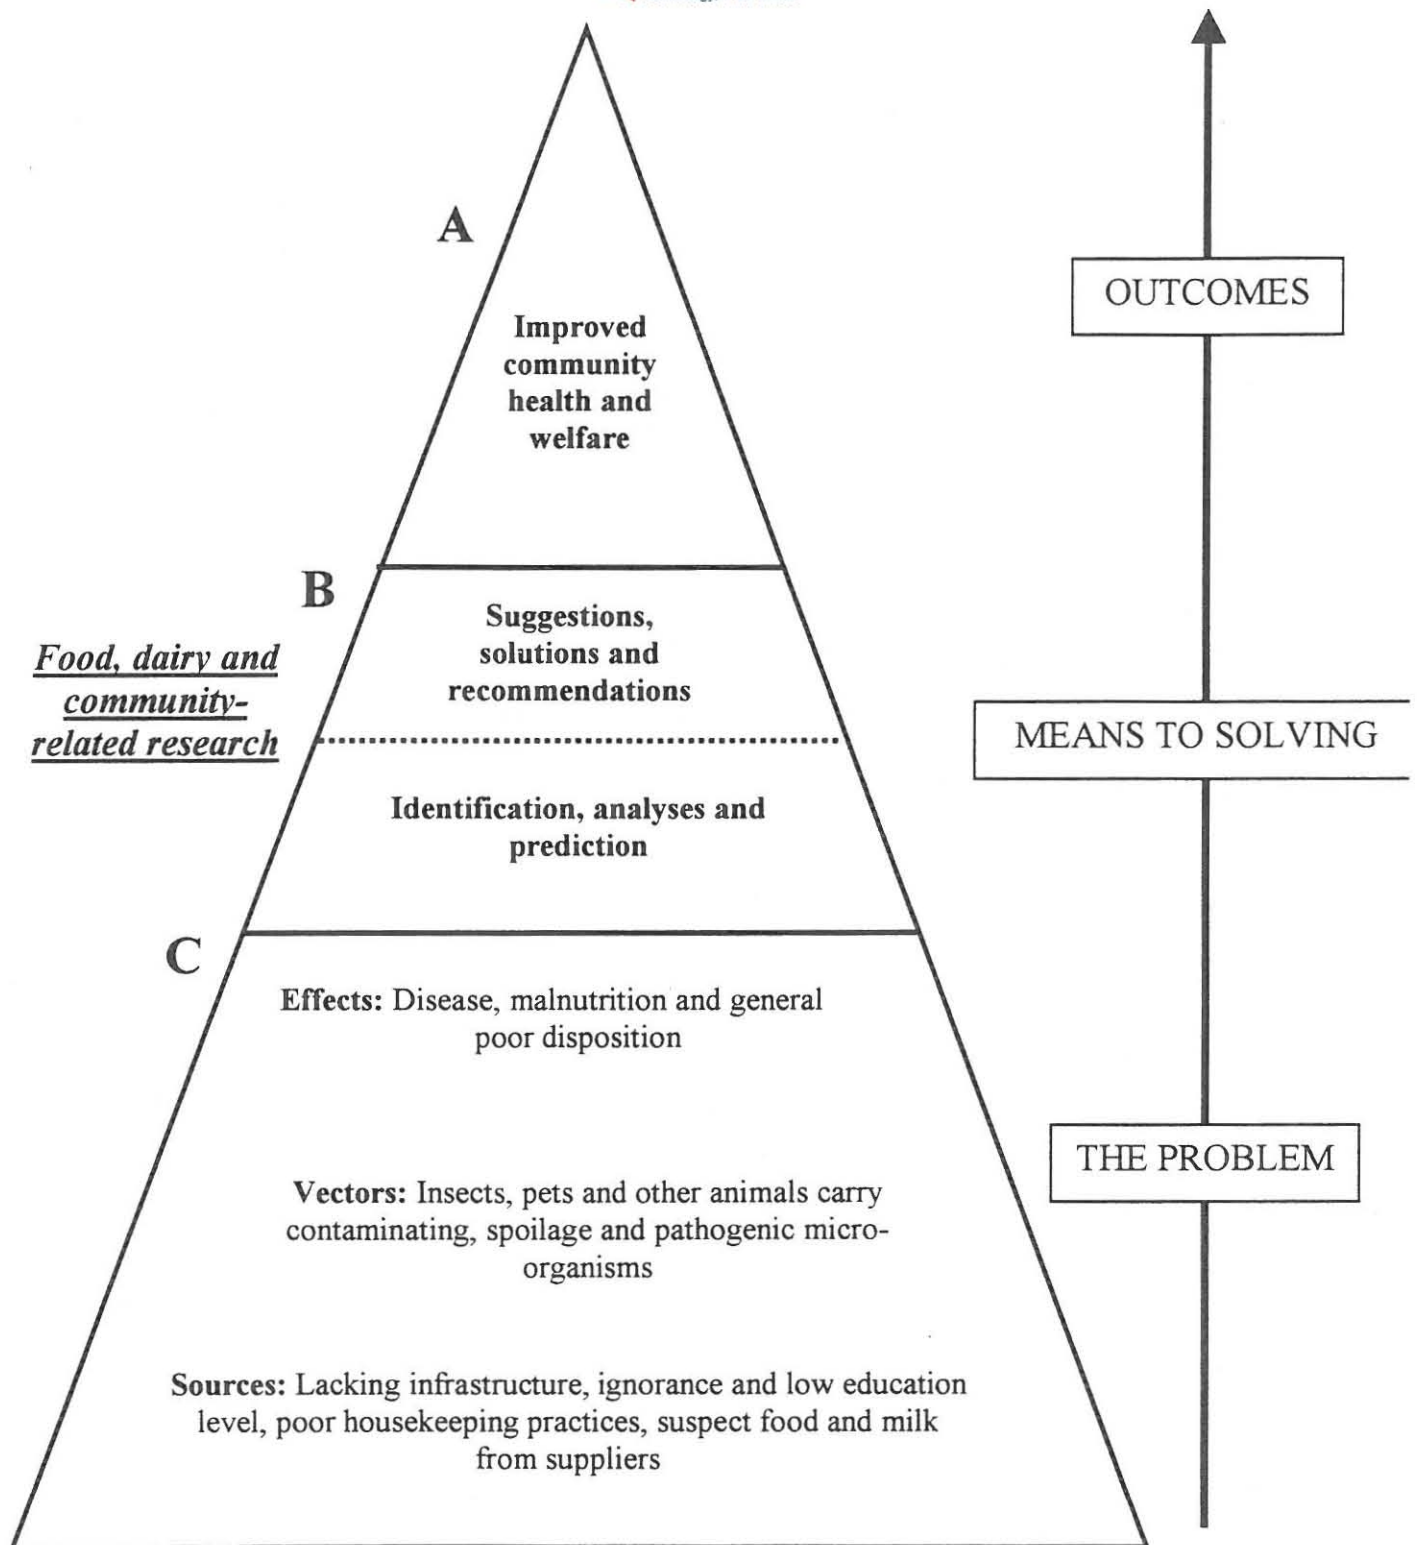 A
OUTCOMES
Improved
community
health and
welfare
B
Suggestions,
solutions and
recommendations
Food, dairy and
community-
related research
MEANS TO SOLVING
Identification, analyses and
prediction
C
Effects: Disease, malnutrition and general
poor disposition
THE PROBLEM
Vectors: Insects, pets and other animals carry
contaminating, spoilage and pathogenic micro-
organisms
Sources: Lacking infrastructure, ignorance and low education
level, poor housekeeping practices, suspect food and milk
from suppliers